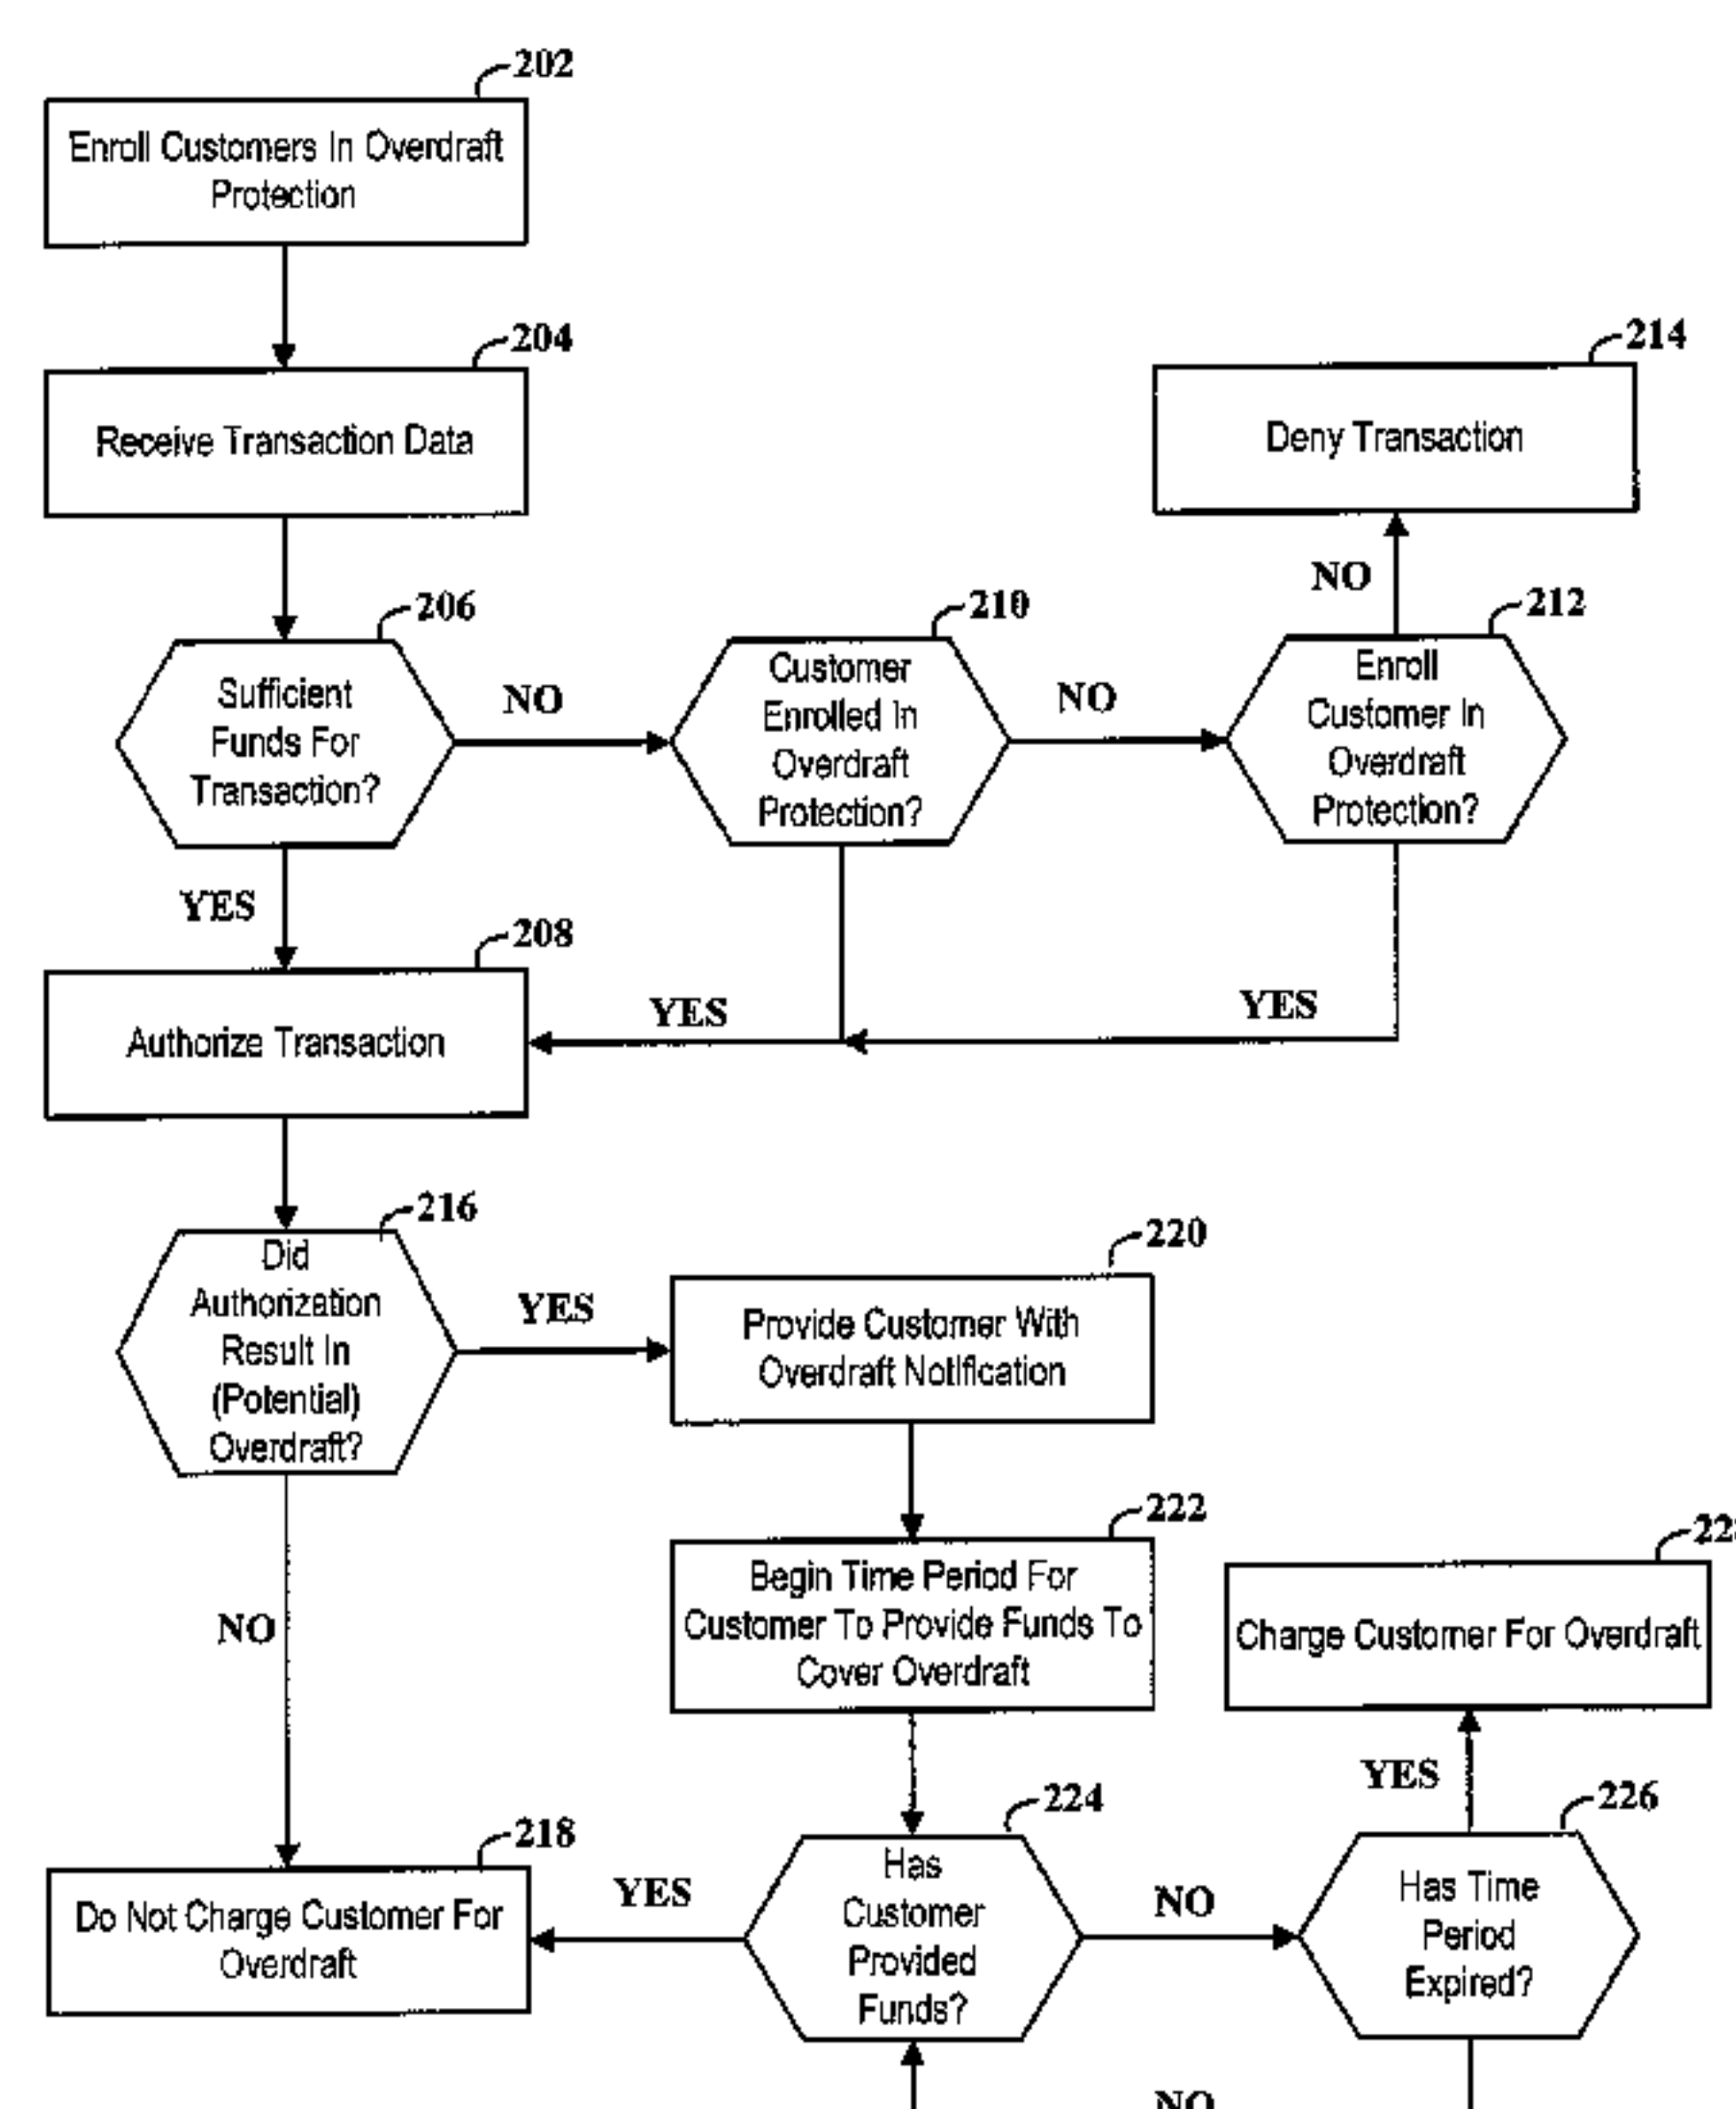 202
Enroll Customers In Overdraft
Protection
204
Receive Transaction Data
214
Deny Transaction
NO
206
Sufficient
Funds For
Transaction?
NO
210
Customer
Enrolled In
Overdraft
Protection?
NO
212
Enroll
Customer In
Overdraft
Protection?
YES
208
Authorize Transaction
YES
YES
216
Did
Authorization
Result In
(Potential)
Overdraft?
YES
220
Provide Customer With
Overdraft Notification
222
Begin Time Period For
Customer To Provide Funds To
Cover Overdraft
Charge Customer For Overdraft
NO
YES
218
Do Not Charge Customer For
Overdraft
YES
224
Has
Customer
Provided
Funds?
NO
226
Has Time
Period
Expired?
NO